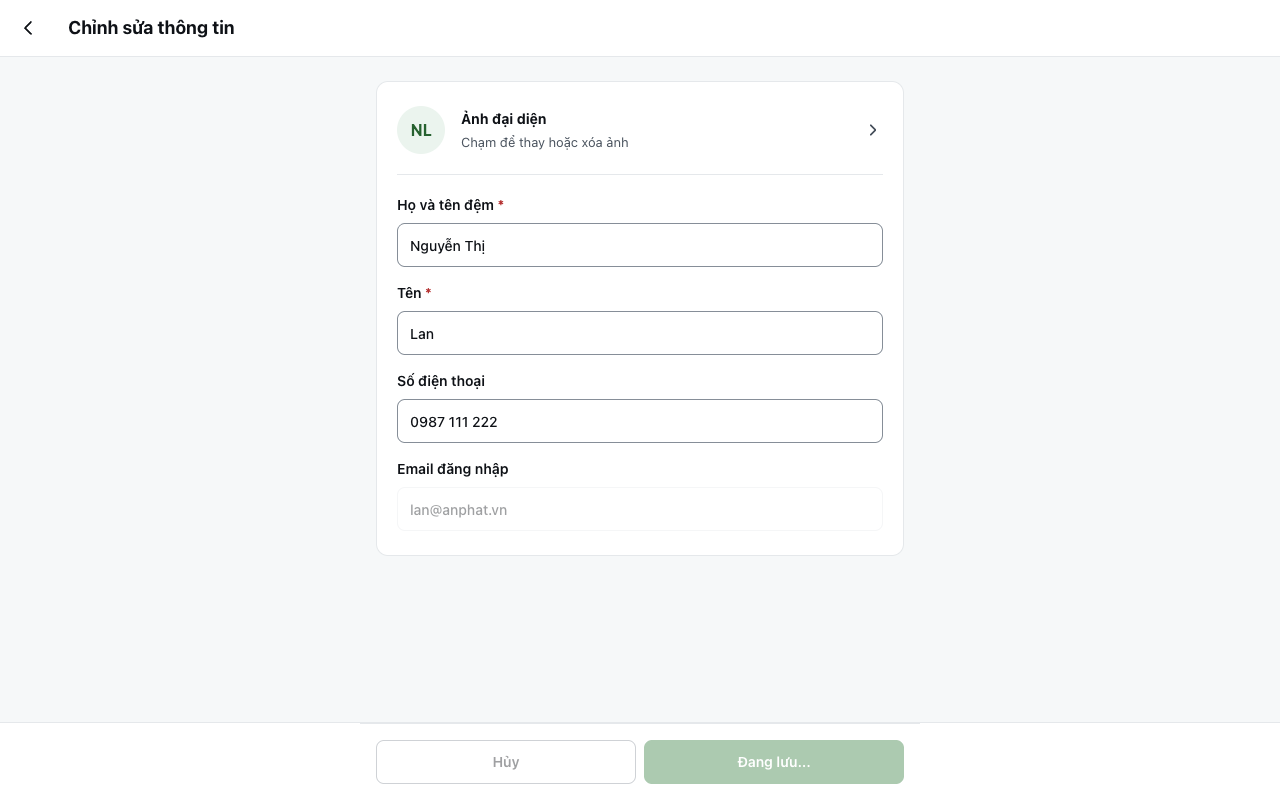 Chỉnh sửa thông tin
NL
Ảnh đại diện
Chạm để thay hoặc xóa ảnh
Họ và tên đệm *
Nguyễn Thị
Tên *
Lan
Số điện thoại
0987 111 222
Email đăng nhập
lan@anphat.vn
Hủy
Đang lưu...